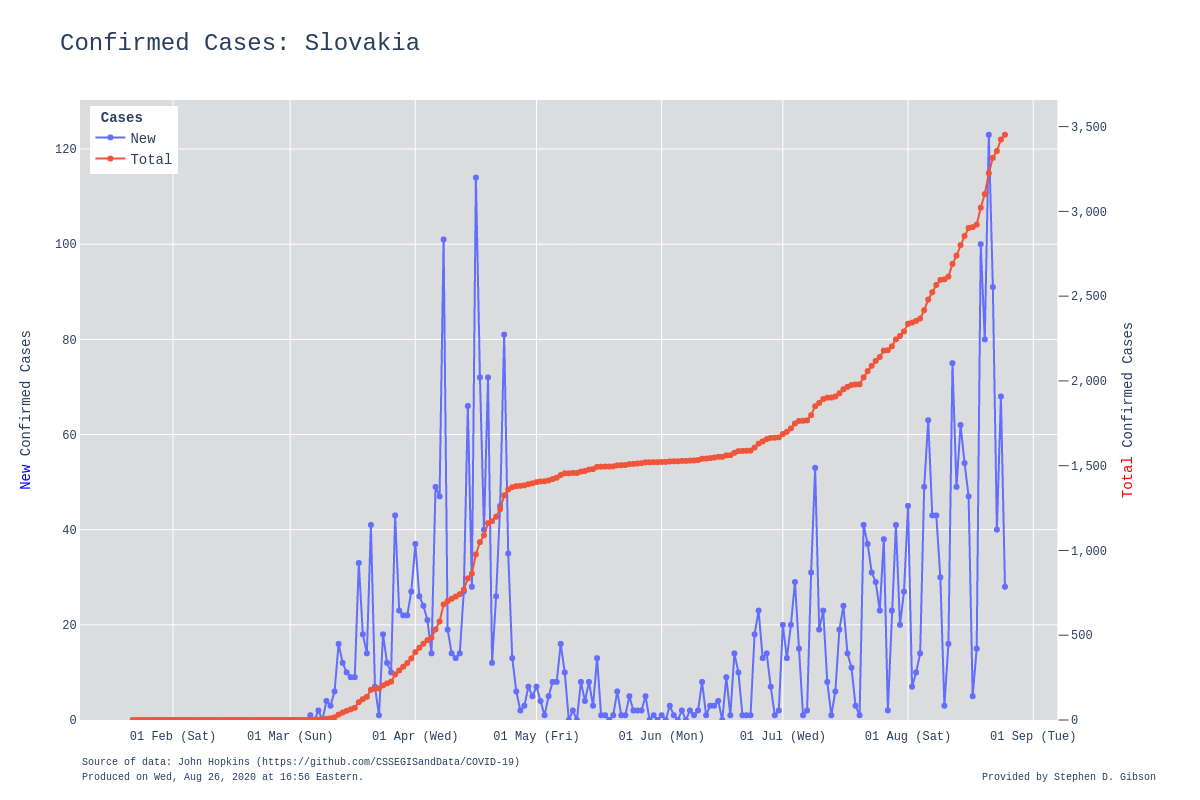 Confirmed Cases: Slovakia
Cases
New
Total
120
100
80
60
40
20
0
3,500
3,000
2,500
2,000
1,500
1,000
500
0
New Confirmed Cases
Total Confirmed Cases
01 Feb (Sat) 01 Mar (Sun) 01 Apr (Wed) 01 May (Fri) 01 Jun (Mon) 01 Jul (Wed) 01 Aug (Sat) 01 Sep (Tue)
Source of data: John Hopkins (https://github.com/CSSEGISandData/COVID-19)
Produced on Wed, Aug 26, 2020 at 16:56 Eastern.
Provided by Stephen D. Gibson